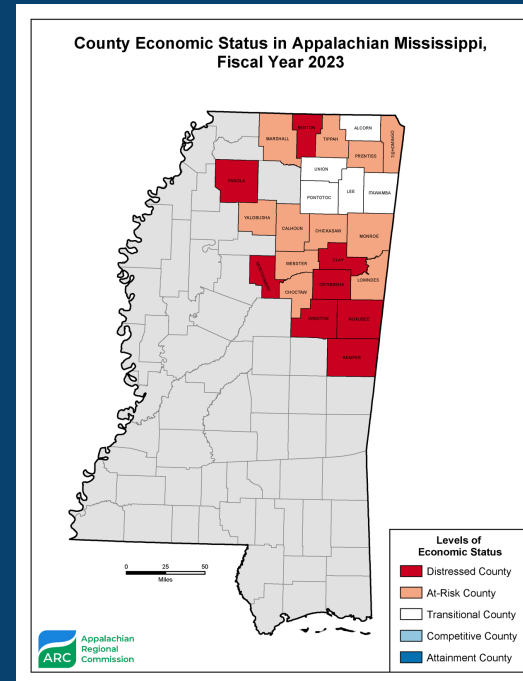 County Economic Status in Appalachian Mississippi,
Fiscal Year 2023
BENTON
ALCORN
MARSHALL
TIPPAH
TISHOMINGO
PRENTISS
UNION
PANOLA
LEE
ITAWAMBA
PONTOTOC
YALOBUSHA
CALHOUN
CHICKASAW
MONROE
CLAY
WEBSTER
MONTGOMERY
OKTIBBEHA
LOWNDES
CHOCTAW
WINSTON
NOXUBEE
KEMPER
0 25 50
Miles
Levels of
Economic Status
Distressed County
At-Risk County
Transitional County
Competitive County
Attainment County
ARC
Appalachian
Regional
Commission